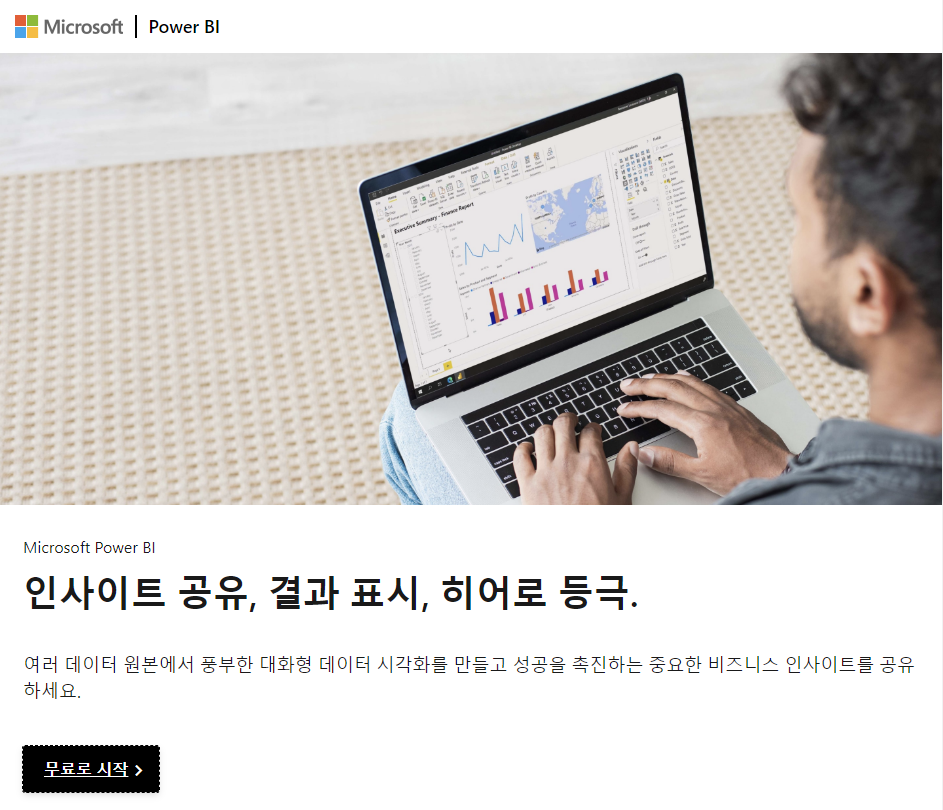 Microsoft | Power BI
Executive Summary - Finance Report
Microsoft Power BI
인사이트 공유, 결과 표시, 히어로 등극.
여러 데이터 원본에서 풍부한 대화형 데이터 시각화를 만들고 성공을 촉진하는 중요한 비즈니스 인사이트를 공유
하세요.
무료로 시작